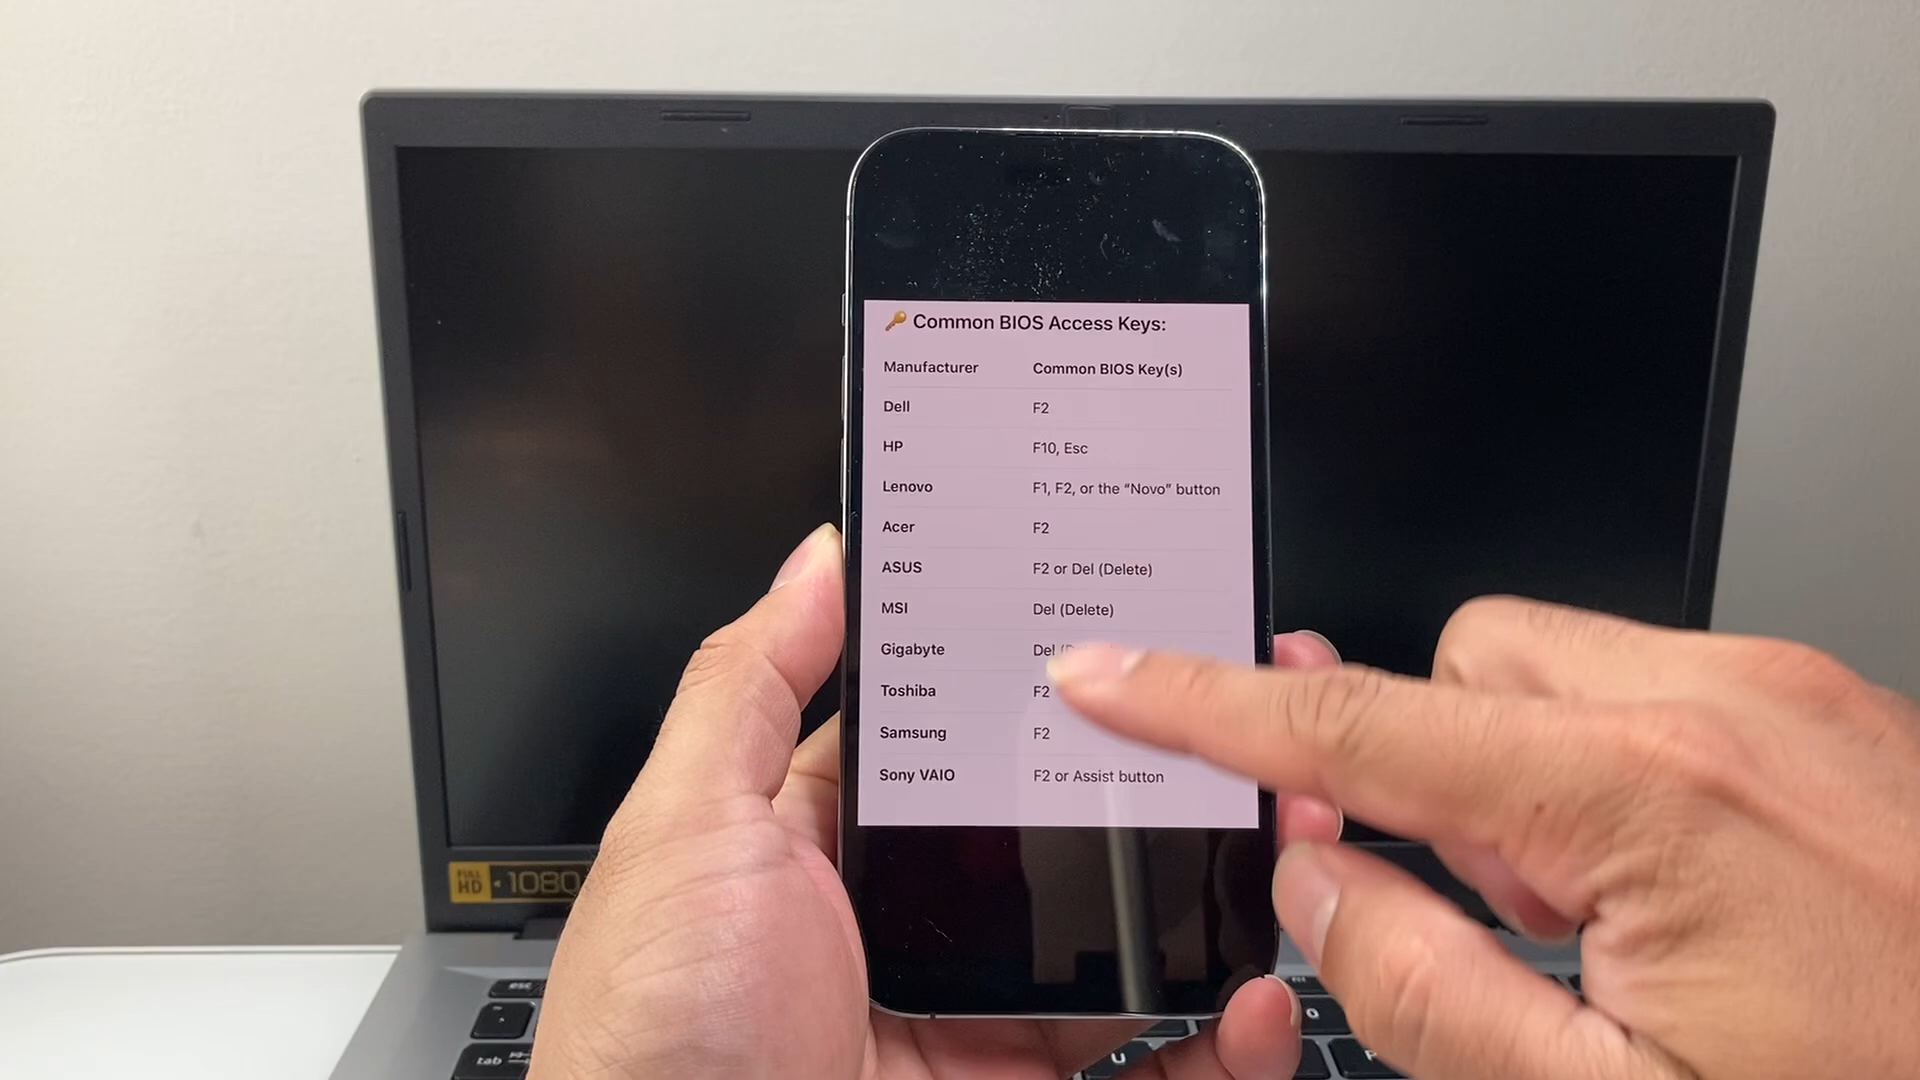 🔑 Common BIOS Access Keys:
Manufacturer Common BIOS Key(s)
Dell F2
HP F10, Esc
Lenovo F1, F2, or the “Novo” button
Acer F2
ASUS F2 or Del (Delete)
MSI Del (Delete)
Gigabyte Del
Toshiba F2
Samsung F2
Sony VAIO F2 or Assist button
FULL
HD
1080
esc
tab
U
O
P